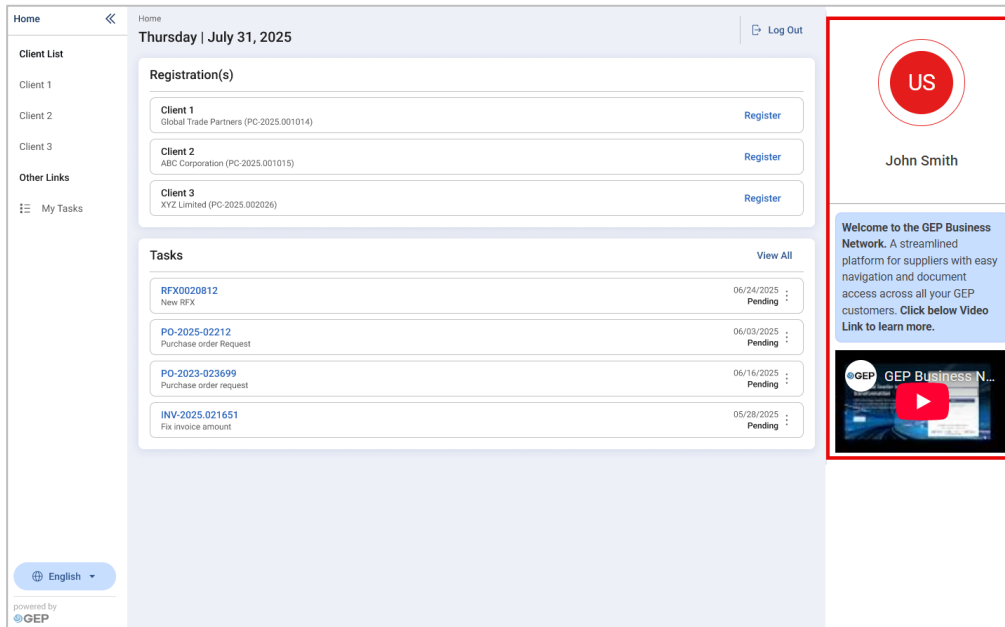 Home
Client List
Client 1
Client 2
Client 3
Other Links
My Tasks
English
powered by
GEP
Home
Thursday | July 31, 2025
Log Out
Registration(s)
Client 1
Global Trade Partners (PC-2025.001014)
Register
Client 2
ABC Corporation (PC-2025.001015)
Register
Client 3
XYZ Limited (PC-2025.002026)
Register
Tasks
View All
RFX0020812
New RFX
06/24/2025
Pending
PO-2025-02212
Purchase order Request
06/03/2025
Pending
PO-2023-023699
Purchase order request
06/16/2025
Pending
INV-2025.021651
Fix invoice amount
05/28/2025
Pending
US
John Smith
Welcome to the GEP Business
Network. A streamlined
platform for suppliers with easy
navigation and document
access across all your GEP
customers. Click below Video
Link to learn more.
GEP
GEP Business N...